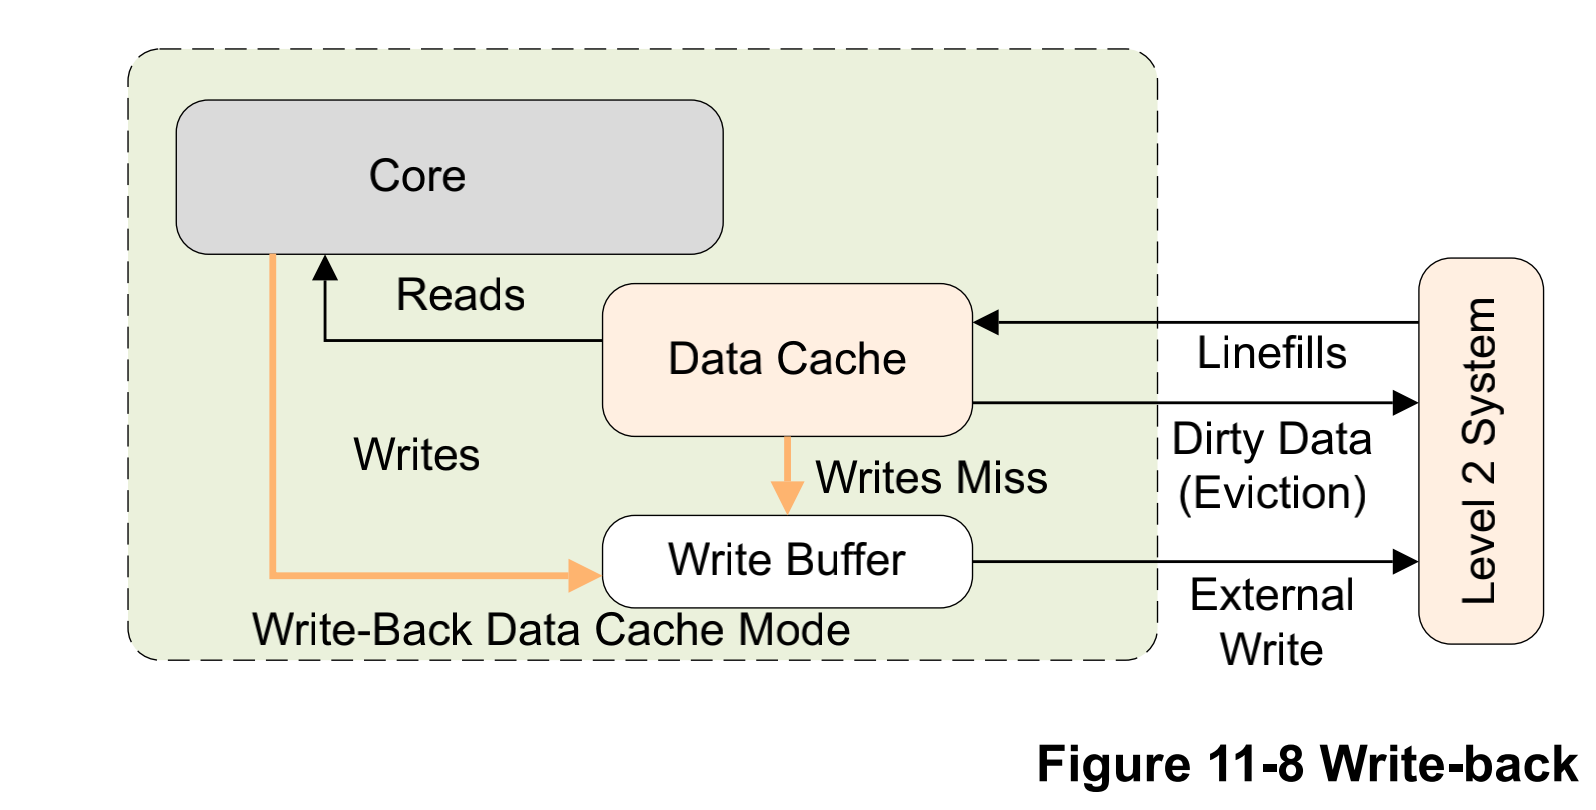 Core
Reads
Data Cache
Linefills
Writes
Dirty Data
(Eviction)
Writes Miss
Write Buffer
External
Write
Write-Back Data Cache Mode
Level 2 System
Figure 11-8 Write-back